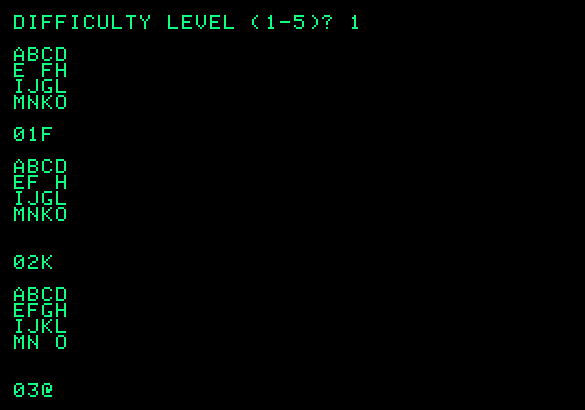 DIFFICULTY LEVEL (1-5)? 1
ABCD
E FH
IJGL
MNKO
01F
ABCD
EF H
IJGL
MNKO
02K
ABCD
EFGH
IJKL
MN O
03@